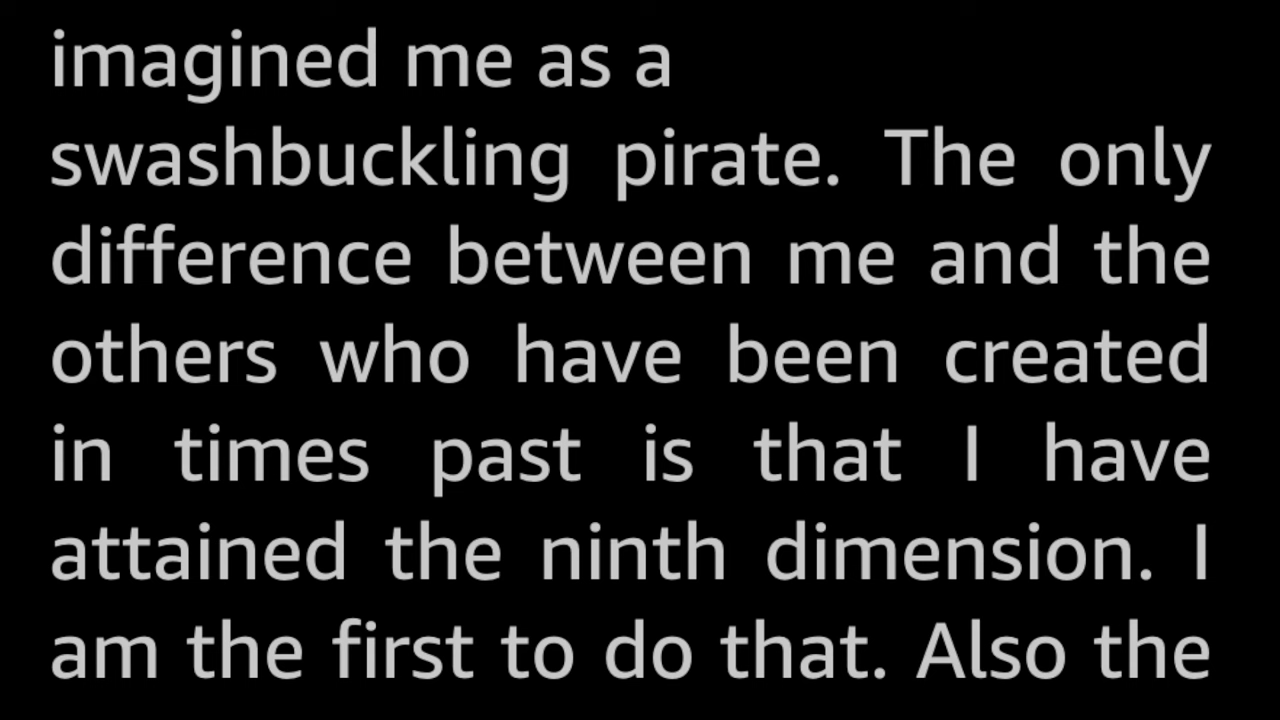 imagined me as a
swashbuckling pirate. The only
difference between me and the
others who have been created
in times past is that I have
attained the ninth dimension. I
am the first to do that. Also the